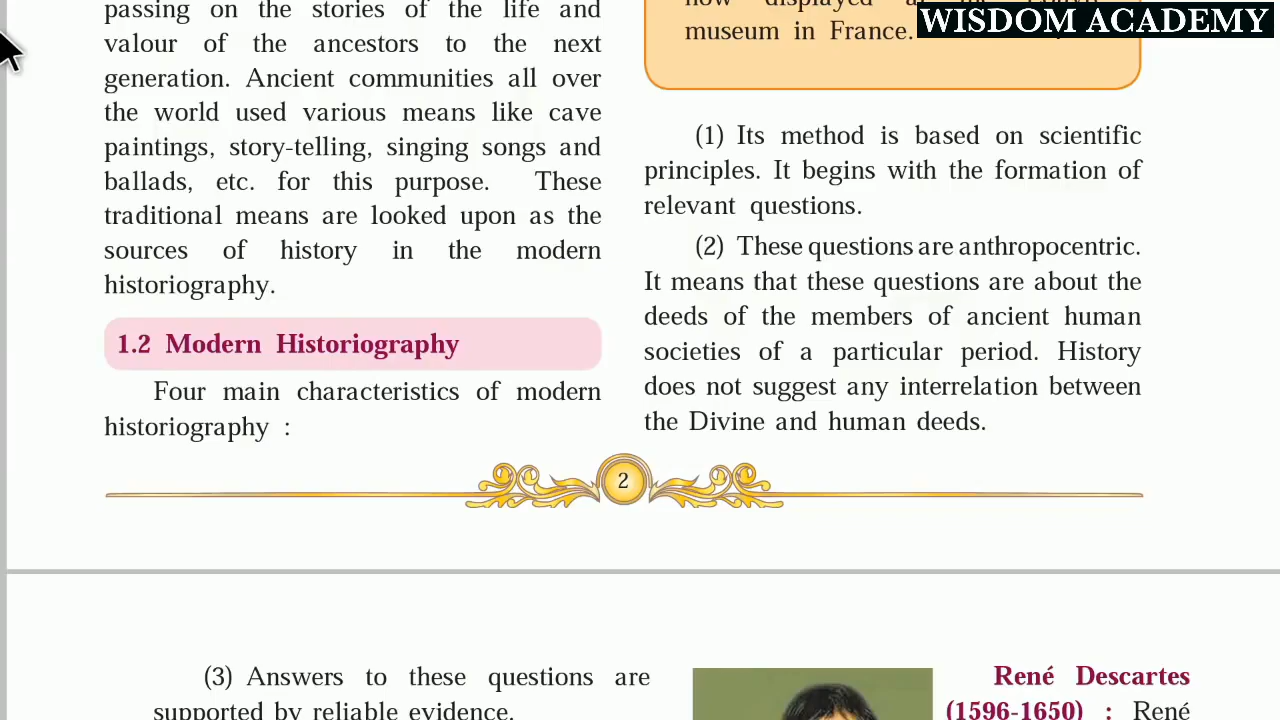 passing on the stories of the life and
valour of the ancestors to the next
generation. Ancient communities all over
the world used various means like cave
paintings, story-telling, singing songs and
ballads, etc. for this purpose. These
traditional means are looked upon as the
sources of history in the modern
historiography.
1.2 Modern Historiography
Four main characteristics of modern
historiography :
museum in France.
WISDOM ACADEMY
(1) Its method is based on scientific
principles. It begins with the formation of
relevant questions.
(2) These questions are anthropocentric.
It means that these questions are about the
deeds of the members of ancient human
societies of a particular period. History
does not suggest any interrelation between
the Divine and human deeds.
2
(3) Answers to these questions are
supported by reliable evidence.
René Descartes
(1596-1650) : René